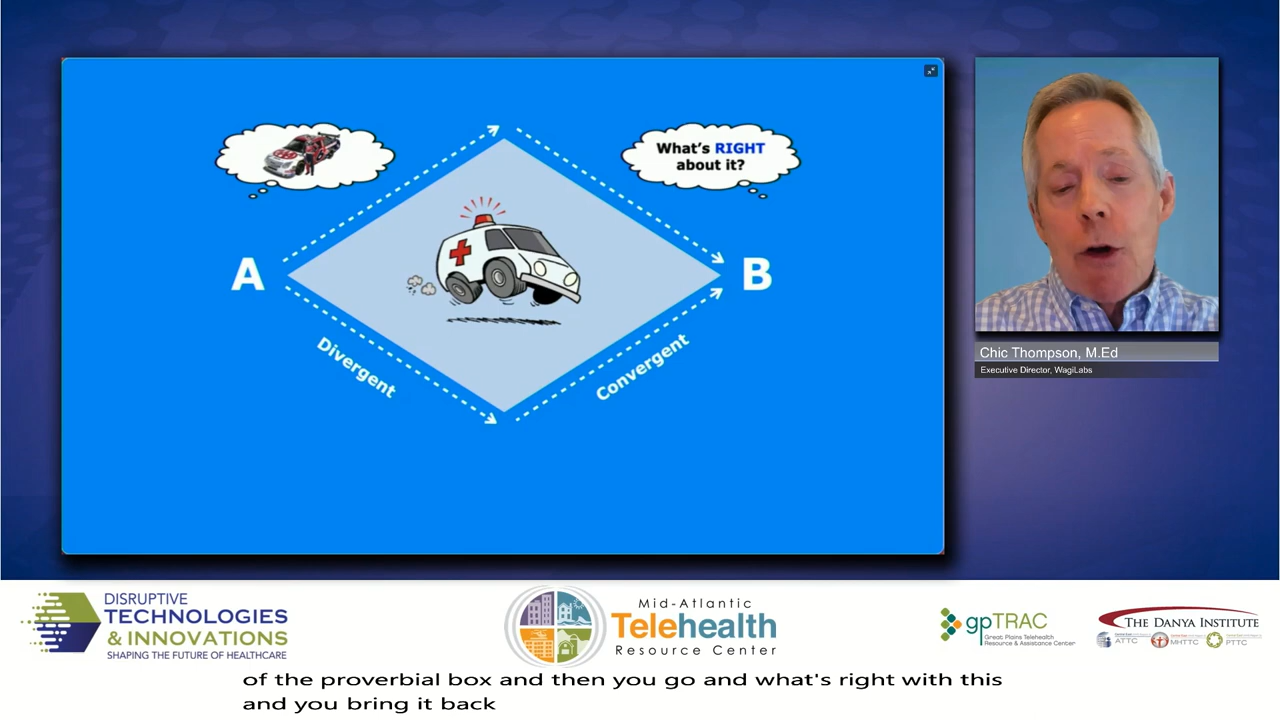 What's RIGHT
about it?
A
B
Divergent
Convergent
Chic Thompson, M.Ed
Executive Director, WagiLabs
DISRUPTIVE
TECHNOLOGIES
& INNOVATIONS
SHAPING THE FUTURE OF HEALTHCARE
Mid-Atlantic
Telehealth
Resource Center
gpTRAC
Great Plains Telehealth
Resource & Assistance Center
THE DANYA INSTITUTE
ATTC
MHTTC
PTTC
of the proverbial box and then you go and what's right with this
and you bring it back